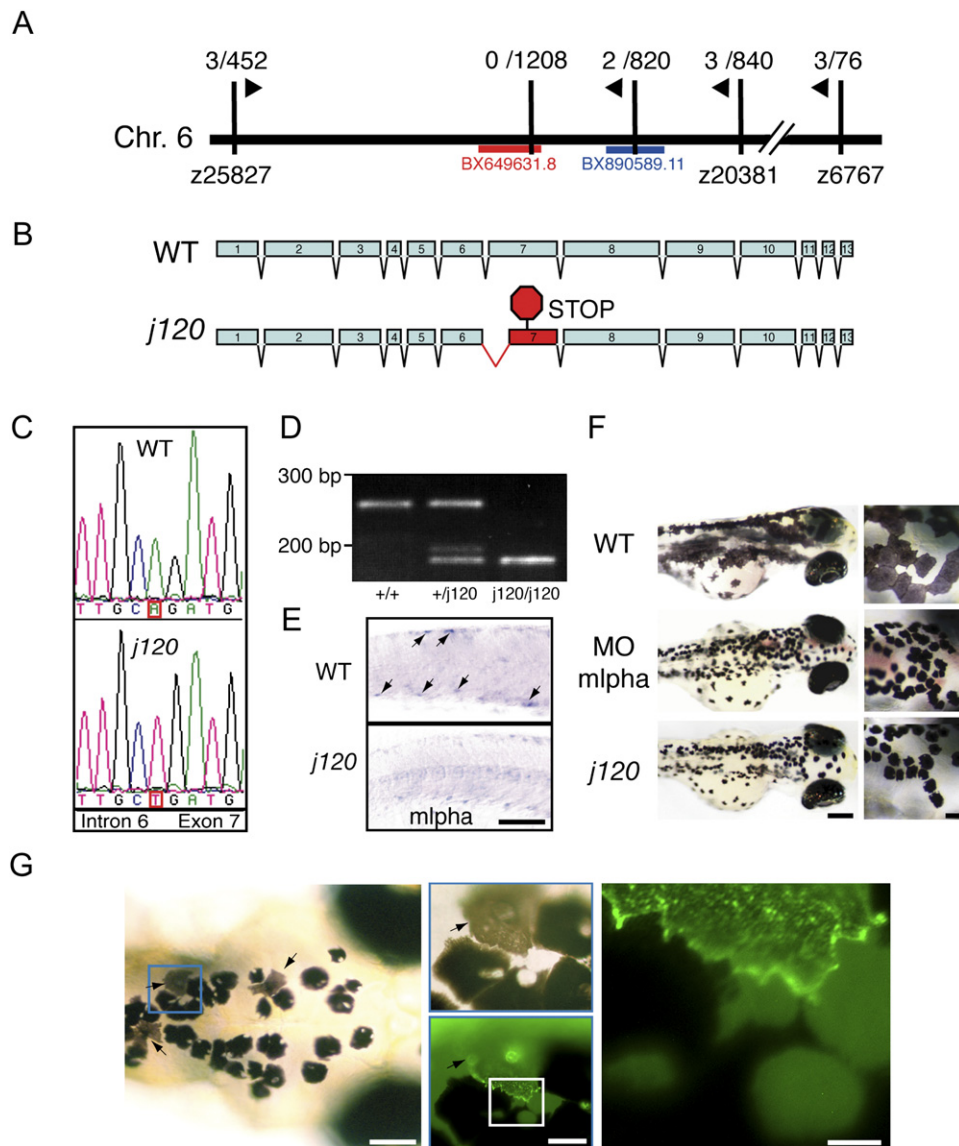 A
3/452 0 /1208 2 /820 3 /840 3/76
Chr. 6
z25827 BX649631.8 BX890589.11 z20381 z6767
B
WT
1 2 3 4 5 6 7 8 9 10 11 12 13
j120
STOP
1 2 3 4 5 6 7 8 9 10 11 12 13
C
WT
T T G C A G A T G
j120
T T G C T G A T G
Intron 6 Exon 7
D
300 bp
200 bp
+/+ +/j120 j120/j120
E
WT
j120
mlpha
F
WT
MO
mlpha
j120
G